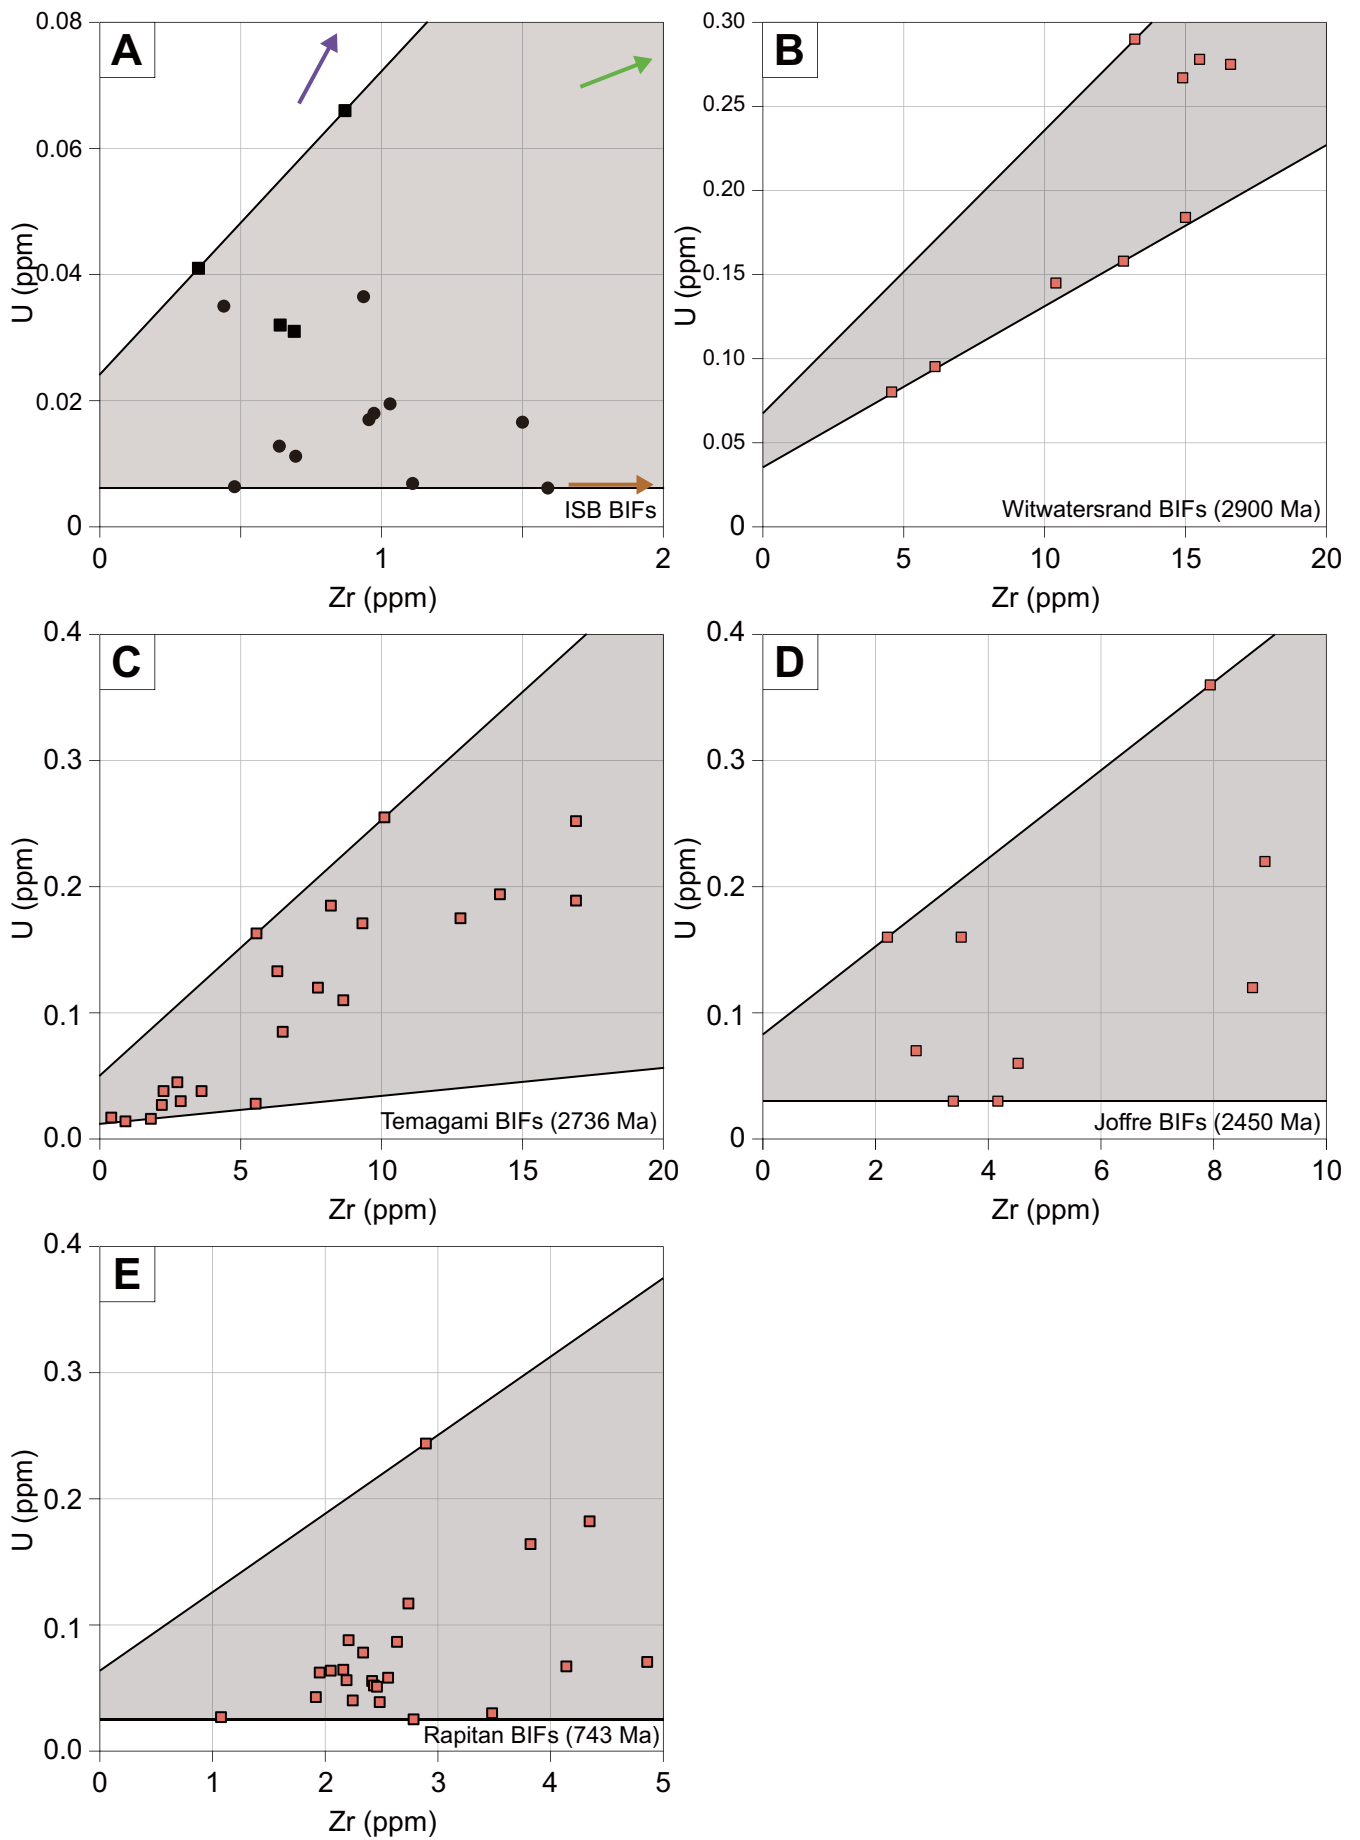 A
0.08
0.06
0.04
0.02
0
U (ppm)
ISB BIFs
0 1 2
Zr (ppm)
B
0.30
0.25
0.20
0.15
0.10
0.05
0
U (ppm)
Witwatersrand BIFs (2900 Ma)
0 5 10 15 20
Zr (ppm)
C
0.4
0.3
0.2
0.1
0.0
U (ppm)
Temagami BIFs (2736 Ma)
0 5 10 15 20
Zr (ppm)
D
0.4
0.3
0.2
0.1
0
U (ppm)
Joffre BIFs (2450 Ma)
0 2 4 6 8 10
Zr (ppm)
E
0.4
0.3
0.2
0.1
0.0
U (ppm)
Rapitan BIFs (743 Ma)
0 1 2 3 4 5
Zr (ppm)